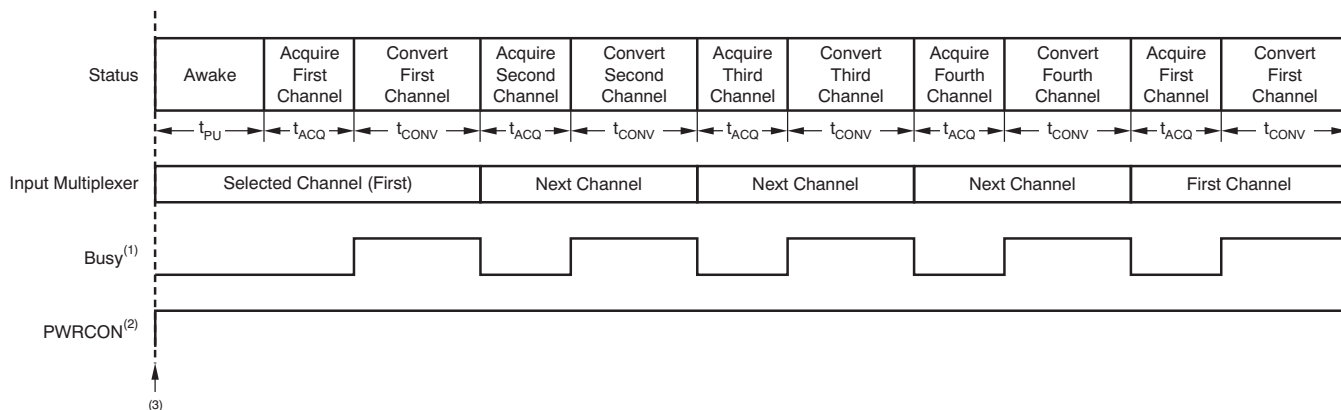 Status
Awake
Acquire
First
Channel
Convert
First
Channel
Acquire
Second
Channel
Convert
Second
Channel
Acquire
Third
Channel
Convert
Third
Channel
Acquire
Fourth
Channel
Convert
Fourth
Channel
Acquire
First
Channel
Convert
First
Channel
tPU tACQ tCONV tACQ tCONV tACQ tCONV tACQ tCONV tACQ tCONV
Input Multiplexer
Selected Channel (First) Next Channel Next Channel Next Channel First Channel
Busy(1)
PWRCON(2)
(3)